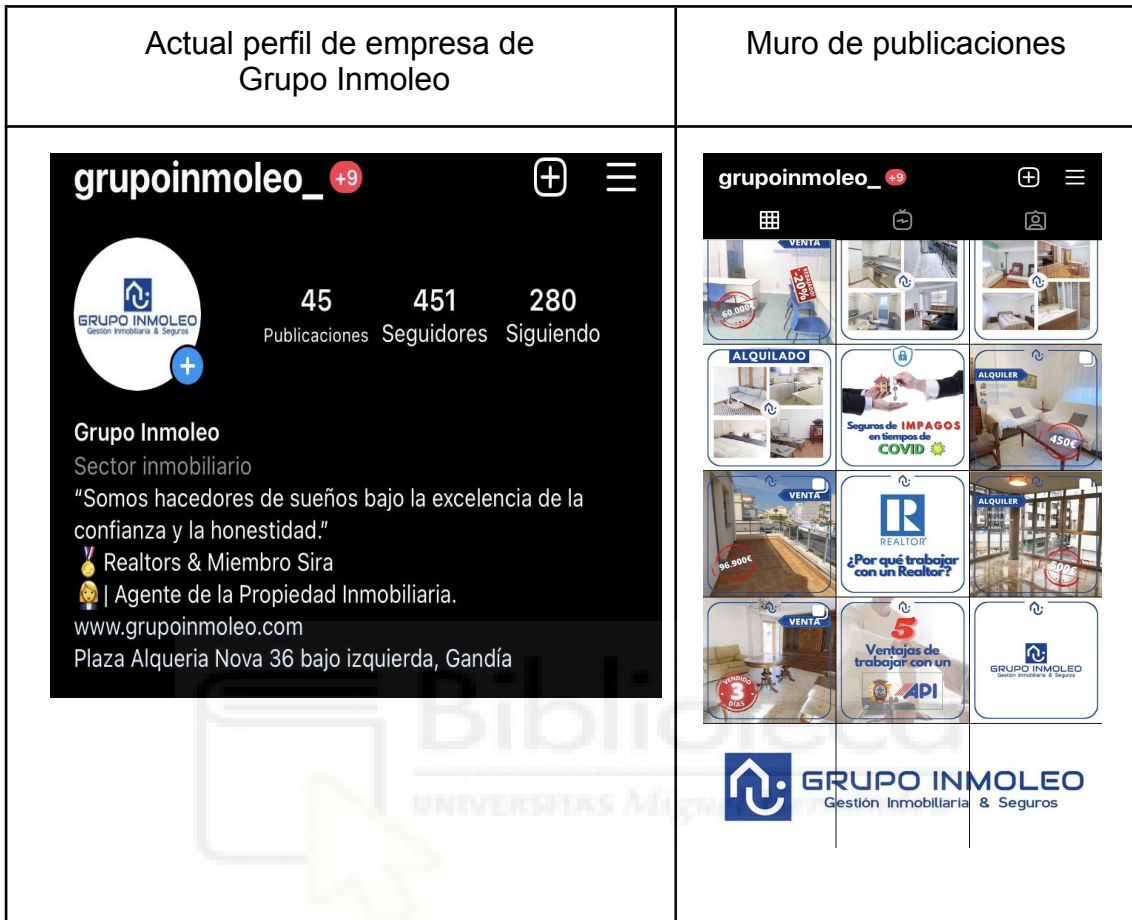 Actual perfil de empresa de
Grupo Inmoleo
Muro de publicaciones
grupoinmoleo_ +9
GRUPO INMOLEO
Gestión Inmobiliaria & Seguros
45 451 280
Publicaciones Seguidores Siguiendo
Grupo Inmoleo
Sector inmobiliario
"Somos hacedores de sueños bajo la excelencia de la
confianza y la honestidad."
Realtors & Miembro Sira
| Agente de la Propiedad Inmobiliaria.
www.grupoinmoleo.com
Plaza Alqueria Nova 36 bajo izquierda, Gandía
grupoinmoleo_ +9
VENTA
-20%
60.000€
ALQUILADO
Seguros de IMPAGOS
en tiempos de
COVID
ALQUILER
450€
VENTA
96.900€
R
REALTOR®
¿Por qué trabajar
con un Realtor?
ALQUILER
500€
VENTA
VENDIDO
3
DÍAS
5
Ventajas de
trabajar con un
API
GRUPO INMOLEO
Gestión Inmobiliaria & Seguros
GRUPO INMOLEO
Gestión Inmobiliaria & Seguros
Biblioteca
UNIVERSITAS Miguel